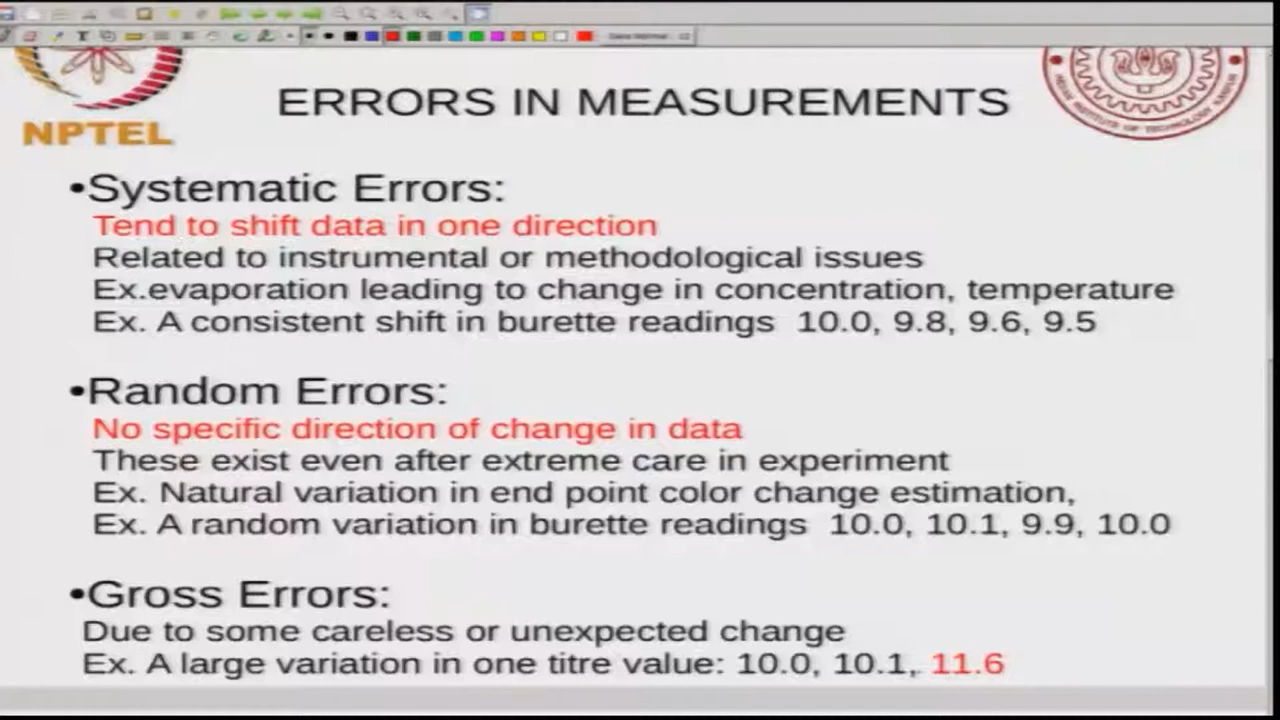 ERRORS IN MEASUREMENTS
NPTEL
INDIAN INSTITUTE OF TECHNOLOGY KANPUR
•Systematic Errors:
Tend to shift data in one direction
Related to instrumental or methodological issues
Ex.evaporation leading to change in concentration, temperature
Ex. A consistent shift in burette readings 10.0, 9.8, 9.6, 9.5
•Random Errors:
No specific direction of change in data
These exist even after extreme care in experiment
Ex. Natural variation in end point color change estimation,
Ex. A random variation in burette readings 10.0, 10.1, 9.9, 10.0
•Gross Errors:
Due to some careless or unexpected change
Ex. A large variation in one titre value: 10.0, 10.1, 11.6